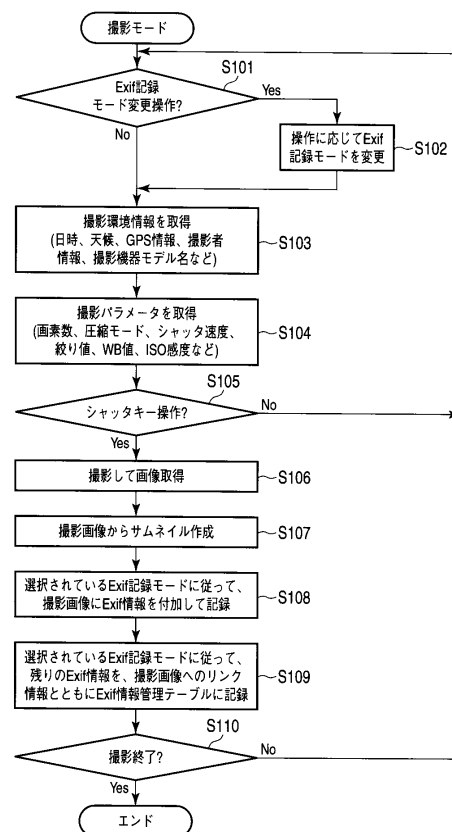 撮影モード
S101
Exif記録
モード変更操作?
Yes
No
操作に応じてExif
記録モードを変更
S102
撮影環境情報を取得
(日時、天候、GPS情報、撮影者
情報、撮影機器モデル名など)
S103
撮影パラメータを取得
(画素数、圧縮モード、シャッタ速度、
絞り値、WB値、ISO感度など)
S104
S105
シャッタキー操作?
No
Yes
撮影して画像取得
S106
撮影画像からサムネイル作成
S107
選択されているExif記録モードに従って、
撮影画像にExif情報を付加して記録
S108
選択されているExif記録モードに従って、
残りのExif情報を、撮影画像へのリンク
情報とともにExif情報管理テーブルに記録
S109
S110
撮影終了?
No
Yes
エンド